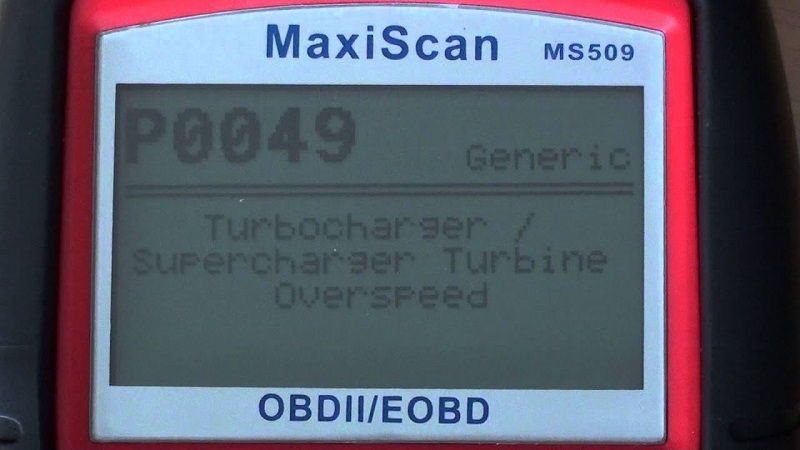 MaxiScan MS509
P0049 Generic
Turbocharger /
Supercharger Turbine
Overspeed
OBDII/EOBD